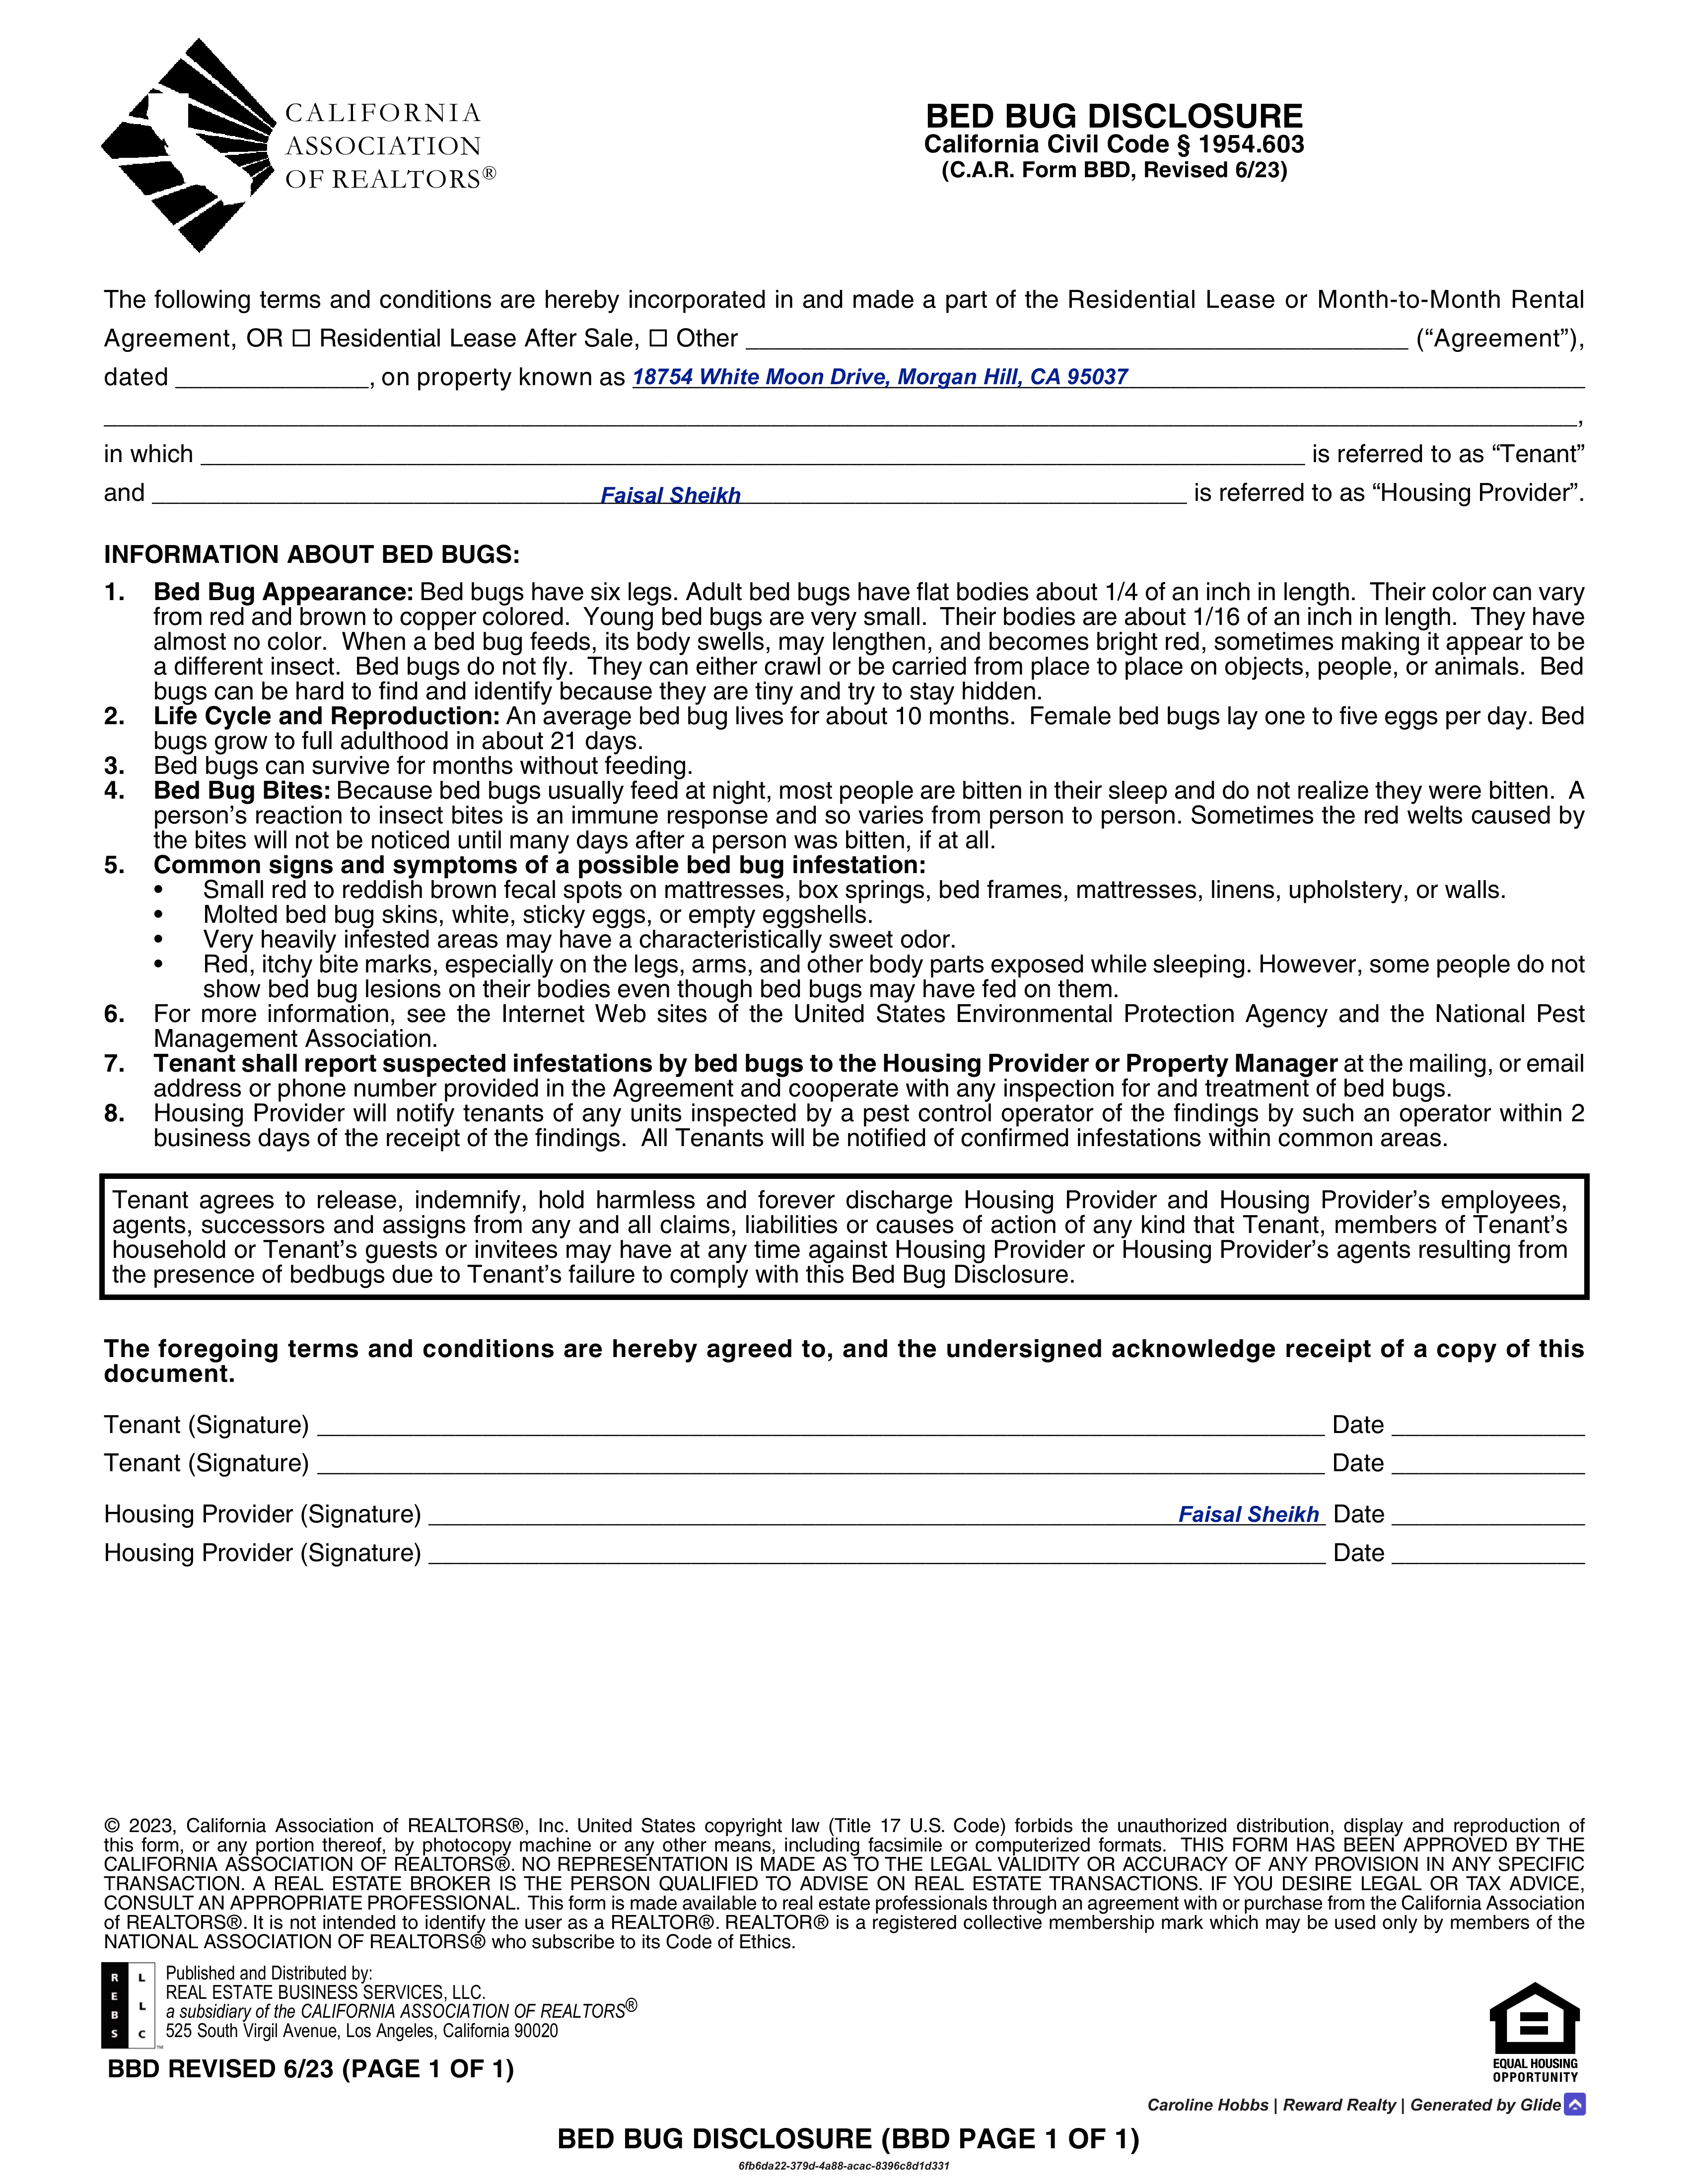 CALIFORNIA
ASSOCIATION
OF REALTORS®
BED BUG DISCLOSURE
California Civil Code § 1954.603
(C.A.R. Form BBD, Revised 6/23)
The following terms and conditions are hereby incorporated in and made a part of the Residential Lease or Month-to-Month Rental
Agreement, OR ☐ Residential Lease After Sale, ☐ Other ____ (“Agreement”),
dated ____, on property known as 18754 White Moon Drive, Morgan Hill, CA 95037
____,
in which ____ is referred to as “Tenant”
and ____ Faisal Sheikh ____ is referred to as “Housing Provider”.
INFORMATION ABOUT BED BUGS:
1. Bed Bug Appearance: Bed bugs have six legs. Adult bed bugs have flat bodies about 1/4 of an inch in length. Their color can vary
from red and brown to copper colored. Young bed bugs are very small. Their bodies are about 1/16 of an inch in length. They have
almost no color. When a bed bug feeds, its body swells, may lengthen, and becomes bright red, sometimes making it appear to be
a different insect. Bed bugs do not fly. They can either crawl or be carried from place to place on objects, people, or animals. Bed
bugs can be hard to find and identify because they are tiny and try to stay hidden.
2. Life Cycle and Reproduction: An average bed bug lives for about 10 months. Female bed bugs lay one to five eggs per day. Bed
bugs grow to full adulthood in about 21 days.
3. Bed bugs can survive for months without feeding.
4. Bed Bug Bites: Because bed bugs usually feed at night, most people are bitten in their sleep and do not realize they were bitten. A
person’s reaction to insect bites is an immune response and so varies from person to person. Sometimes the red welts caused by
the bites will not be noticed until many days after a person was bitten, if at all.
5. Common signs and symptoms of a possible bed bug infestation:
• Small red to reddish brown fecal spots on mattresses, box springs, bed frames, mattresses, linens, upholstery, or walls.
• Molted bed bug skins, white, sticky eggs, or empty eggshells.
• Very heavily infested areas may have a characteristically sweet odor.
• Red, itchy bite marks, especially on the legs, arms, and other body parts exposed while sleeping. However, some people do not
show bed bug lesions on their bodies even though bed bugs may have fed on them.
6. For more information, see the Internet Web sites of the United States Environmental Protection Agency and the National Pest
Management Association.
7. Tenant shall report suspected infestations by bed bugs to the Housing Provider or Property Manager at the mailing, or email
address or phone number provided in the Agreement and cooperate with any inspection for and treatment of bed bugs.
8. Housing Provider will notify tenants of any units inspected by a pest control operator of the findings by such an operator within 2
business days of the receipt of the findings. All Tenants will be notified of confirmed infestations within common areas.
Tenant agrees to release, indemnify, hold harmless and forever discharge Housing Provider and Housing Provider’s employees,
agents, successors and assigns from any and all claims, liabilities or causes of action of any kind that Tenant, members of Tenant’s
household or Tenant’s guests or invitees may have at any time against Housing Provider or Housing Provider’s agents resulting from
the presence of bedbugs due to Tenant’s failure to comply with this Bed Bug Disclosure.
The foregoing terms and conditions are hereby agreed to, and the undersigned acknowledge receipt of a copy of this
document.
Tenant (Signature) ____ Date ____
Tenant (Signature) ____ Date ____
Housing Provider (Signature) ____ Faisal Sheikh Date ____
Housing Provider (Signature) ____ Date ____
© 2023, California Association of REALTORS®, Inc. United States copyright law (Title 17 U.S. Code) forbids the unauthorized distribution, display and reproduction of
this form, or any portion thereof, by photocopy machine or any other means, including facsimile or computerized formats. THIS FORM HAS BEEN APPROVED BY THE
CALIFORNIA ASSOCIATION OF REALTORS®. NO REPRESENTATION IS MADE AS TO THE LEGAL VALIDITY OR ACCURACY OF ANY PROVISION IN ANY SPECIFIC
TRANSACTION. A REAL ESTATE BROKER IS THE PERSON QUALIFIED TO ADVISE ON REAL ESTATE TRANSACTIONS. IF YOU DESIRE LEGAL OR TAX ADVICE,
CONSULT AN APPROPRIATE PROFESSIONAL. This form is made available to real estate professionals through an agreement with or purchase from the California Association
of REALTORS®. It is not intended to identify the user as a REALTOR®. REALTOR® is a registered collective membership mark which may be used only by members of the
NATIONAL ASSOCIATION OF REALTORS® who subscribe to its Code of Ethics.
REBS LLC ™
Published and Distributed by:
REAL ESTATE BUSINESS SERVICES, LLC.
a subsidiary of the CALIFORNIA ASSOCIATION OF REALTORS®
525 South Virgil Avenue, Los Angeles, California 90020
BBD REVISED 6/23 (PAGE 1 OF 1)
EQUAL HOUSING
OPPORTUNITY
Caroline Hobbs | Reward Realty | Generated by Glide
BED BUG DISCLOSURE (BBD PAGE 1 OF 1)
6fb6da22-379d-4a88-acac-8396c8d1d331